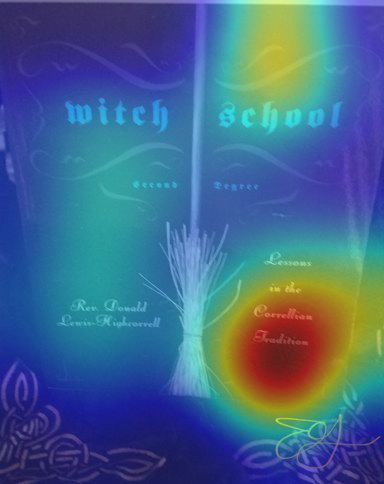 witch school
Second Degree
Lessons
in the
Correllian
Tradition
Rev. Donald
Lewis-Highcorrell